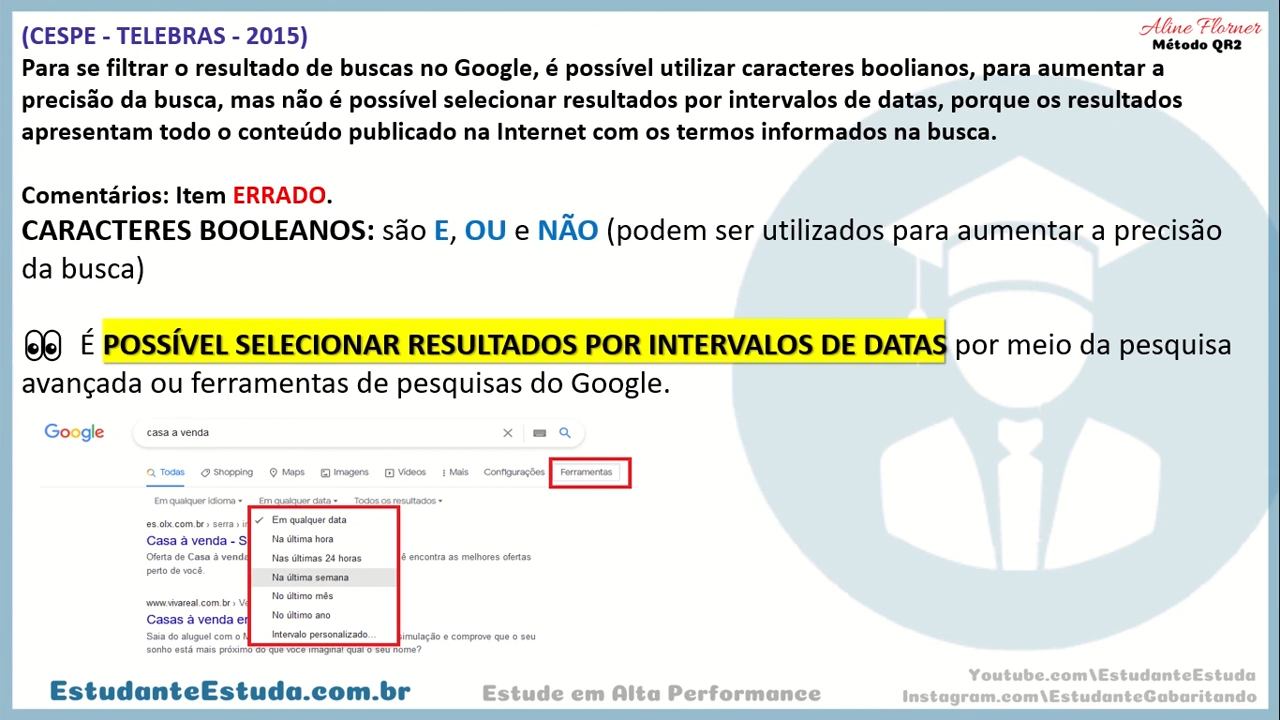 (CESPE - TELEBRAS - 2015)
Aline Florner
Método QR2
Para se filtrar o resultado de buscas no Google, é possível utilizar caracteres boolianos, para aumentar a
precisão da busca, mas não é possível selecionar resultados por intervalos de datas, porque os resultados
apresentam todo o conteúdo publicado na Internet com os termos informados na busca.
Comentários: Item ERRADO.
CARACTERES BOOLEANOS: são E, OU e NÃO (podem ser utilizados para aumentar a precisão
da busca)
É POSSÍVEL SELECIONAR RESULTADOS POR INTERVALOS DE DATAS por meio da pesquisa
avançada ou ferramentas de pesquisas do Google.
Google casa a venda
Todas Shopping Maps Imagens Vídeos Mais Configurações Ferramentas
Em qualquer idioma Em qualquer data Todos os resultados
Em qualquer data
es.olx.com.br › serra ›
Na última hora
Casa à venda - S
Nas últimas 24 horas
Oferta de Casa à venda encontra as melhores ofertas
perto de você.
Na última semana
No último mês
www.vivareal.com.br ›
No último ano
Casas à venda
Intervalo personalizado...
Saia do aluguel com o simulação e comprove que o seu
sonho está mais próximo do que você imagina! qual o seu nome?
EstudanteEstuda.com.br
Estude em Alta Performance
Youtube.com\EstudanteEstuda
Instagram.com\EstudanteGabaritando